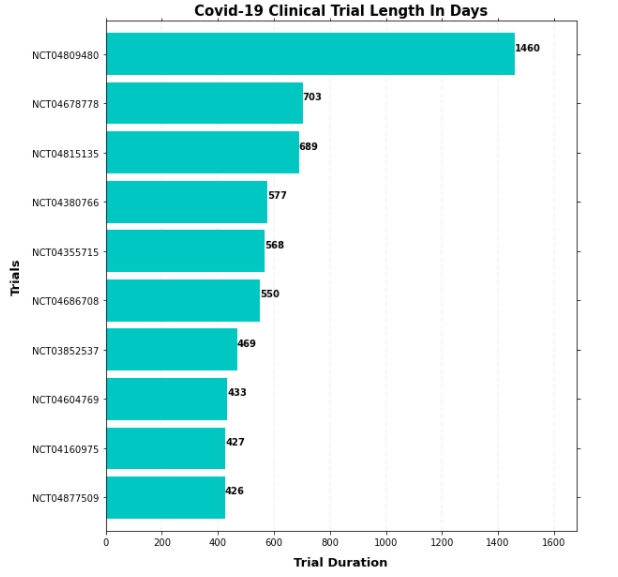 Covid-19 Clinical Trial Length In Days
NCT04809480 1460
NCT04678778 703
NCT04815135 689
NCT04380766 577
NCT04355715 568
Trials
NCT04686708 550
NCT03852537 469
NCT04604769 433
NCT04160975 427
NCT04877509 426
0 200 400 600 800 1000 1200 1400 1600
Trial Duration